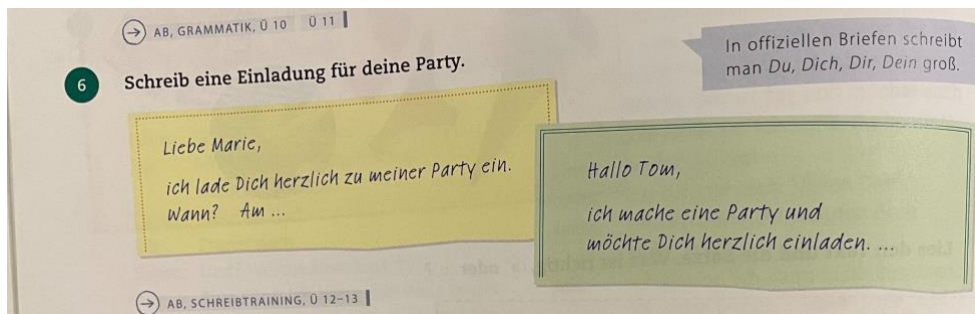 AB, GRAMMATIK, Ü 10 Ü 11
In offiziellen Briefen schreibt
man Du, Dich, Dir, Dein groß.
6 Schreib eine Einladung für deine Party.
Liebe Marie,
ich lade Dich herzlich zu meiner Party ein.
Wann? Am ...
Hallo Tom,
ich mache eine Party und
möchte Dich herzlich einladen. ...
AB, SCHREIBTRAINING, Ü 12–13